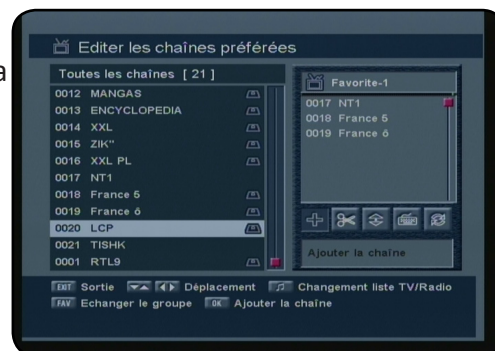 a
Editer les chaînes préférées
Toutes les chaînes [ 21 ]
0012 MANGAS
0013 ENCYCLOPEDIA
0014 XXL
0015 ZIK"
0016 XXL PL
0017 NT1
0018 France 5
0019 France ô
0020 LCP
0021 TISHK
0001 RTL9
Favorite-1
0017 NT1
0018 France 5
0019 France ô
Ajouter la chaîne
EXIT Sortie Déplacement Changement liste TV/Radio
FAV Echanger le groupe OK Ajouter la chaîne